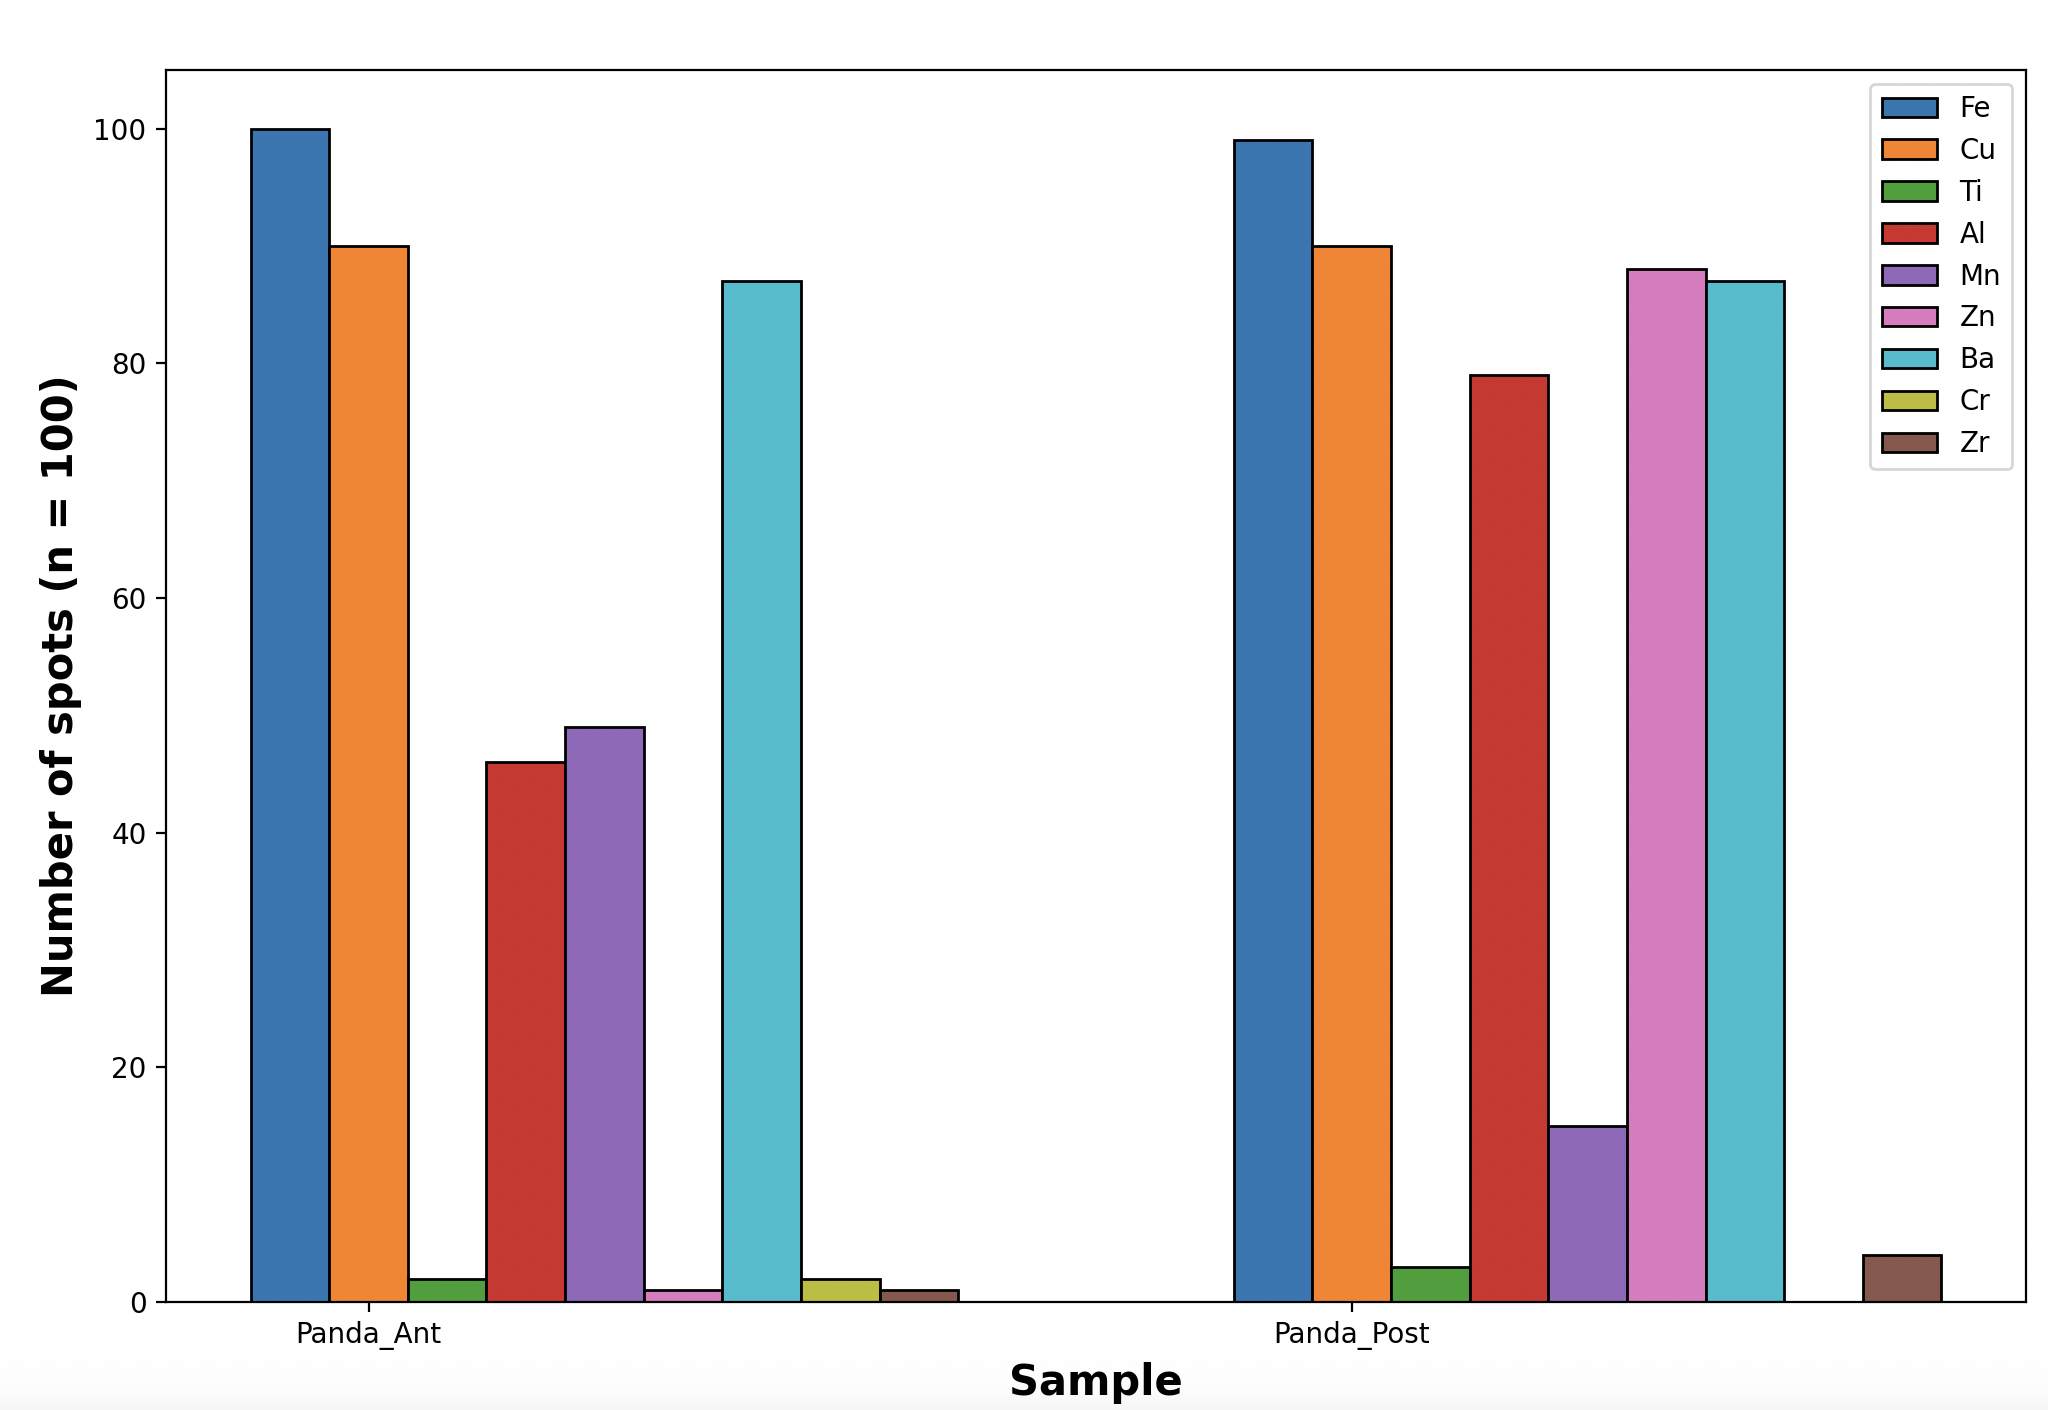 Number of spots (n = 100)
100
80
60
40
20
0
Fe
Cu
Ti
Al
Mn
Zn
Ba
Cr
Zr
Panda_Ant
Panda_Post
Sample